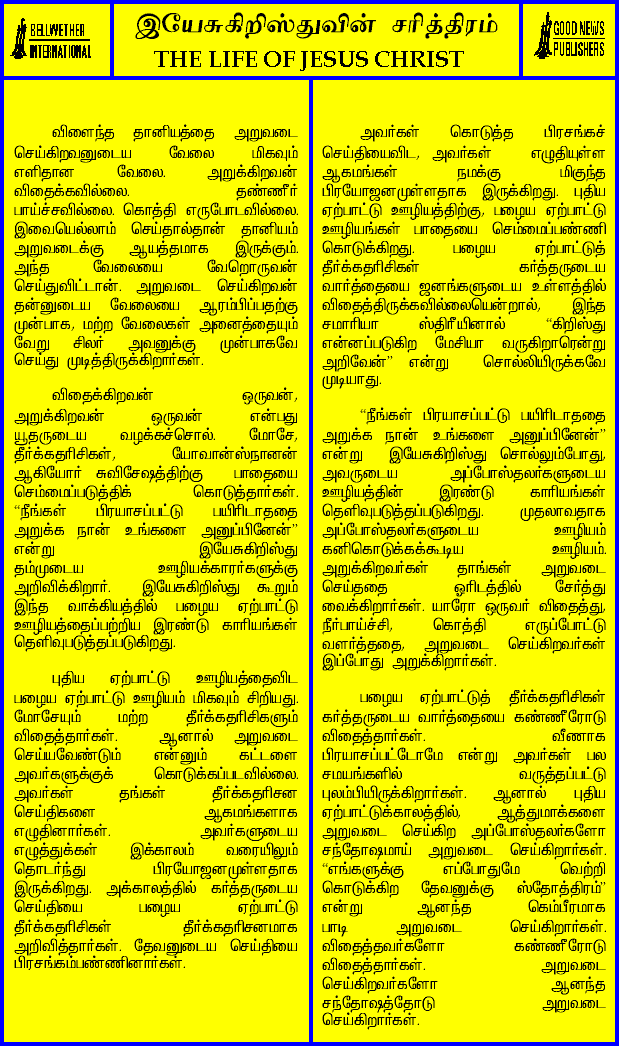 BELLWETHER
INTERNATIONAL
இயேசுகிறிஸ்துவின் சரித்திரம்
THE LIFE OF JESUS CHRIST
GOOD NEWS
PUBLISHERS
விளைந்த தானியத்தை அறுவடை
செய்கிறவனுடைய வேலை மிகவும்
எளிதான வேலை. அறுக்கிறவன்
விதைக்கவில்லை. தண்ணீர்
பாய்ச்சவில்லை. கொத்தி எருபோடவில்லை.
இவையெல்லாம் செய்தால்தான் தானியம்
அறுவடைக்கு ஆயத்தமாக இருக்கும்.
அந்த வேலையை வேறொருவன்
செய்துவிட்டான். அறுவடை செய்கிறவன்
தன்னுடைய வேலையை ஆரம்பிப்பதற்கு
முன்பாக, மற்ற வேலைகள் அனைத்தையும்
வேறு சிலர் அவனுக்கு முன்பாகவே
செய்து முடித்திருக்கிறார்கள்.
விதைக்கிறவன் ஒருவன்,
அறுக்கிறவன் ஒருவன் என்பது
யூதருடைய வழக்கச்சொல். மோசே,
தீர்க்கதரிசிகள், யோவான்ஸ்நானன்
ஆகியோர் சுவிசேஷத்திற்கு பாதையை
செம்மைப்படுத்திக் கொடுத்தார்கள்.
“நீங்கள் பிரயாசப்பட்டு பயிரிடாததை
அறுக்க நான் உங்களை அனுப்பினேன்”
என்று இயேசுகிறிஸ்து
தம்முடைய ஊழியக்காரர்களுக்கு
அறிவிக்கிறார். இயேசுகிறிஸ்து கூறும்
இந்த வாக்கியத்தில் பழைய ஏற்பாட்டு
ஊழியத்தைப்பற்றிய இரண்டு காரியங்கள்
தெளிவுபடுத்தப்படுகிறது.
புதிய ஏற்பாட்டு ஊழியத்தைவிட
பழைய ஏற்பாட்டு ஊழியம் மிகவும் சிறியது.
மோசேயும் மற்ற தீர்க்கதரிசிகளும்
விதைத்தார்கள். ஆனால் அறுவடை
செய்யவேண்டும் என்னும் கட்டளை
அவர்களுக்குக் கொடுக்கப்படவில்லை.
அவர்கள் தங்கள் தீர்க்கதரிசன
செய்திகளை ஆகமங்களாக
எழுதினார்கள். அவர்களுடைய
எழுத்துக்கள் இக்காலம் வரையிலும்
தொடர்ந்து பிரயோஜனமுள்ளதாக
இருக்கிறது. அக்காலத்தில் கர்த்தருடைய
செய்தியை பழைய ஏற்பாட்டு
தீர்க்கதரிசிகள் தீர்க்கதரிசனமாக
அறிவித்தார்கள். தேவனுடைய செய்தியை
பிரசங்கம்பண்ணினார்கள்.
அவர்கள் கொடுத்த பிரசங்கச்
செய்தியைவிட, அவர்கள் எழுதியுள்ள
ஆகமங்கள் நமக்கு மிகுந்த
பிரயோஜனமுள்ளதாக இருக்கிறது. புதிய
ஏற்பாட்டு ஊழியத்திற்கு, பழைய ஏற்பாட்டு
ஊழியங்கள் பாதையை செம்மைப்பண்ணி
கொடுக்கிறது. பழைய ஏற்பாட்டுத்
தீர்க்கதரிசிகள் கர்த்தருடைய
வார்த்தையை ஜனங்களுடைய உள்ளத்தில்
விதைத்திருக்கவில்லையென்றால், இந்த
சமாரியா ஸ்திரீயினால் “கிறிஸ்து
என்னப்படுகிற மேசியா வருகிறாரென்று
அறிவேன்” என்று சொல்லியிருக்கவே
முடியாது.
“நீங்கள் பிரயாசப்பட்டு பயிரிடாததை
அறுக்க நான் உங்களை அனுப்பினேன்”
என்று இயேசுகிறிஸ்து சொல்லும்போது,
அவருடைய அப்போஸ்தலர்களுடைய
ஊழியத்தின் இரண்டு காரியங்கள்
தெளிவுபடுத்தப்படுகிறது. முதலாவதாக
அப்போஸ்தலர்களுடைய ஊழியம்
கனிகொடுக்கக்கூடிய ஊழியம்.
அறுக்கிறவர்கள் தாங்கள் அறுவடை
செய்ததை ஓரிடத்தில் சேர்த்து
வைக்கிறார்கள். யாரோ ஒருவர் விதைத்து,
நீர்பாய்ச்சி, கொத்தி எருப்போட்டு
வளர்த்ததை, அறுவடை செய்கிறவர்கள்
இப்போது அறுக்கிறார்கள்.
பழைய ஏற்பாட்டுத் தீர்க்கதரிசிகள்
கர்த்தருடைய வார்த்தையை கண்ணீரோடு
விதைத்தார்கள். வீணாக
பிரயாசப்பட்டோமே என்று அவர்கள் பல
சமயங்களில் வருத்தப்பட்டு
புலம்பியிருக்கிறார்கள். ஆனால் புதிய
ஏற்பாட்டுக்காலத்தில், ஆத்துமாக்களை
அறுவடை செய்கிற அப்போஸ்தலர்களோ
சந்தோஷமாய் அறுவடை செய்கிறார்கள்.
“எங்களுக்கு எப்போதுமே வெற்றி
கொடுக்கிற தேவனுக்கு ஸ்தோத்திரம்”
என்று ஆனந்த கெம்பீரமாக
பாடி அறுவடை செய்கிறார்கள்.
விதைத்தவர்களோ கண்ணீரோடு
விதைத்தார்கள். அறுவடை
செய்கிறவர்களோ ஆனந்த
சந்தோஷத்தோடு அறுவடை
செய்கிறார்கள்.